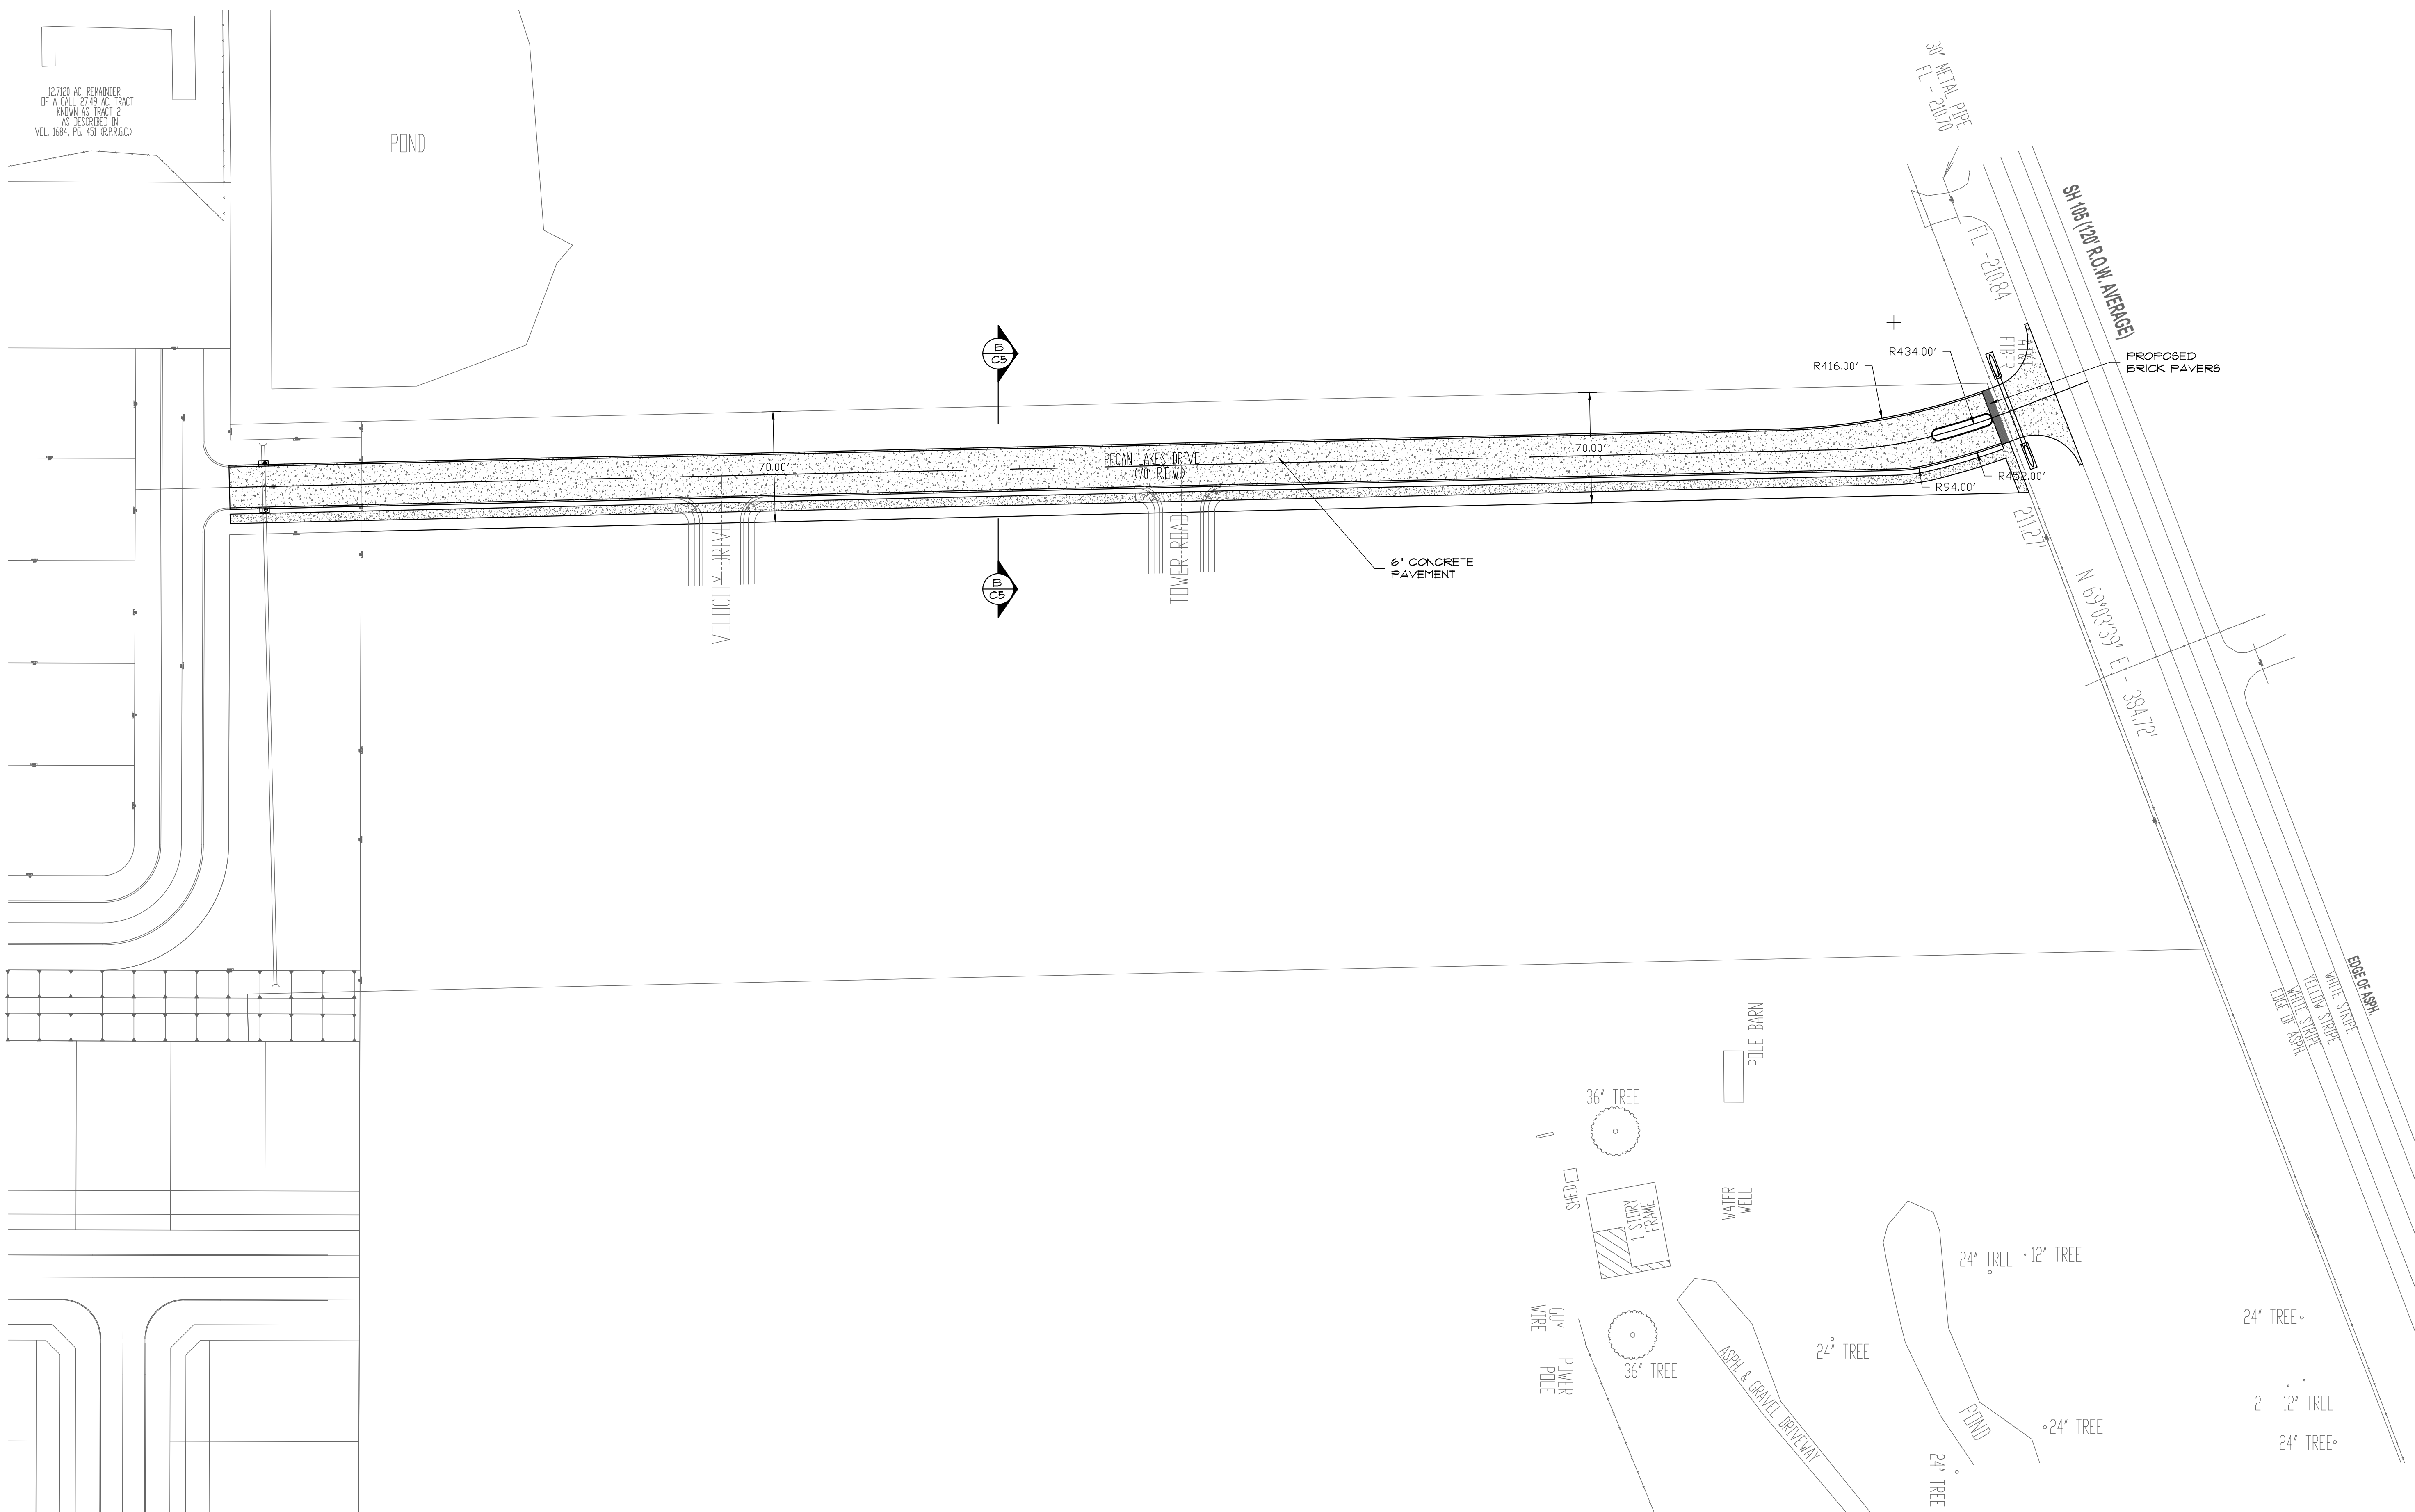 12.7120 AC. REMAINDER
OF A CALL 27.49 AC. TRACT
KNOWN AS TRACT 2
AS DESCRIBED IN
VOL. 1684, PG. 451 (R.P.R.G.C.)
POND
30" METAL PIPE
FL - 210.70
FL -210.84
SH 105 (120' R.O.W. AVERAGE)
AT&T
FIBER
PROPOSED
BRICK PAVERS
R434.00'
R416.00'
B
C5
70.00'
PECAN LAKES DRIVE
(70' R.O.W.)
70.00'
R452.00'
R94.00'
211.27'
VELOCITY DRIVE
TOWER ROAD
6" CONCRETE
PAVEMENT
B
C5
N 69°03'39" E - 384.72'
EDGE OF ASPH.
WHITE STRIPE
YELLOW STRIPE
WHITE STRIPE
EDGE OF ASPH.
POLE BARN
36" TREE
SHED
1 STORY
FRAME
WATER
WELL
24" TREE
12" TREE
GUY
WIRE
POWER
POLE
36" TREE
ASPH. & GRAVEL DRIVEWAY
24" TREE
POND
24" TREE
24" TREE
24" TREE
2 - 12" TREE
24" TREE